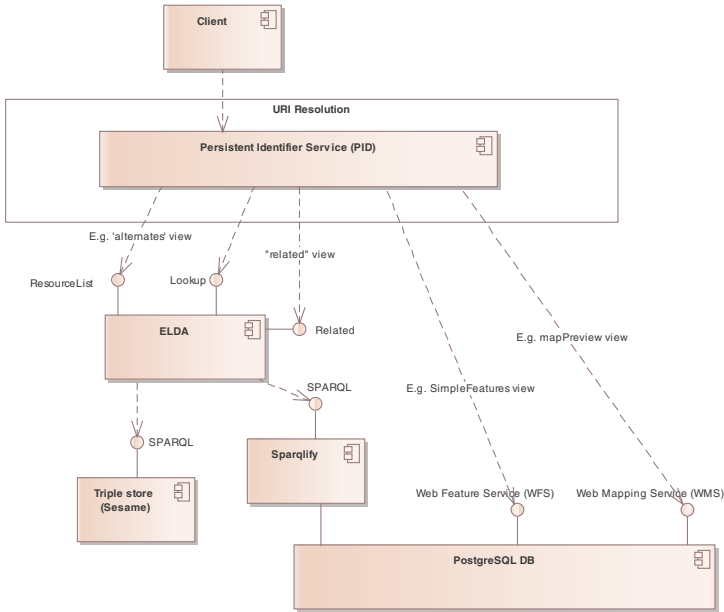 Client
URI Resolution
Persistent Identifier Service (PID)
E.g. 'alternates' view
"related" view
ResourceList
Lookup
ELDA
Related
E.g. mapPreview view
SPARQL
E.g. SimpleFeatures view
SPARQL
Sparqlify
Triple store
(Sesame)
Web Feature Service (WFS)
Web Mapping Service (WMS)
PostgreSQL DB